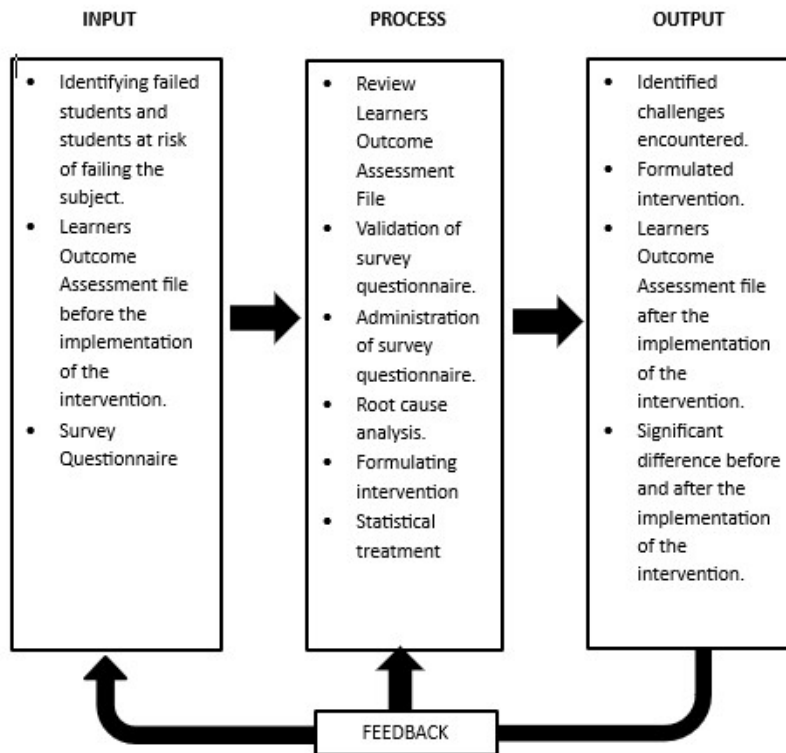 INPUT
• Identifying failed
students and
students at risk
of failing the
subject.
• Learners
Outcome
Assessment file
before the
implementation
of the
intervention.
• Survey
Questionnaire
PROCESS
• Review
Learners
Outcome
Assessment
File
• Validation of
survey
questionnaire.
• Administration
of survey
questionnaire.
• Root cause
analysis.
• Formulating
intervention
• Statistical
treatment
OUTPUT
• Identified
challenges
encountered.
• Formulated
intervention.
• Learners
Outcome
Assessment
file after the
implementation
of the
intervention.
• Significant
difference before
and after the
implementation
of the
intervention.
FEEDBACK